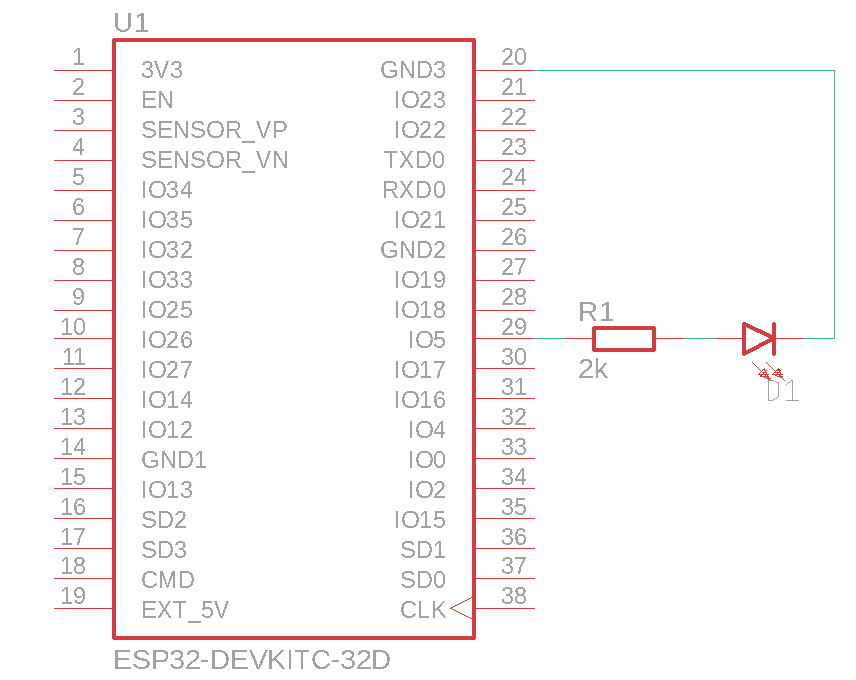 U1
1 3V3 GND3 20
2 EN IO23 21
3 SENSOR_VP IO22 22
4 SENSOR_VN TXD0 23
5 IO34 RXD0 24
6 IO35 IO21 25
7 IO32 GND2 26
8 IO33 IO19 27
9 IO25 IO18 28
10 IO26 IO5 29 R1
11 IO27 IO17 30 2k
12 IO14 IO16 31 D1
13 IO12 IO4 32
14 GND1 IO0 33
15 IO13 IO2 34
16 SD2 IO15 35
17 SD3 SD1 36
18 CMD SD0 37
19 EXT_5V CLK 38
ESP32-DEVKITC-32D